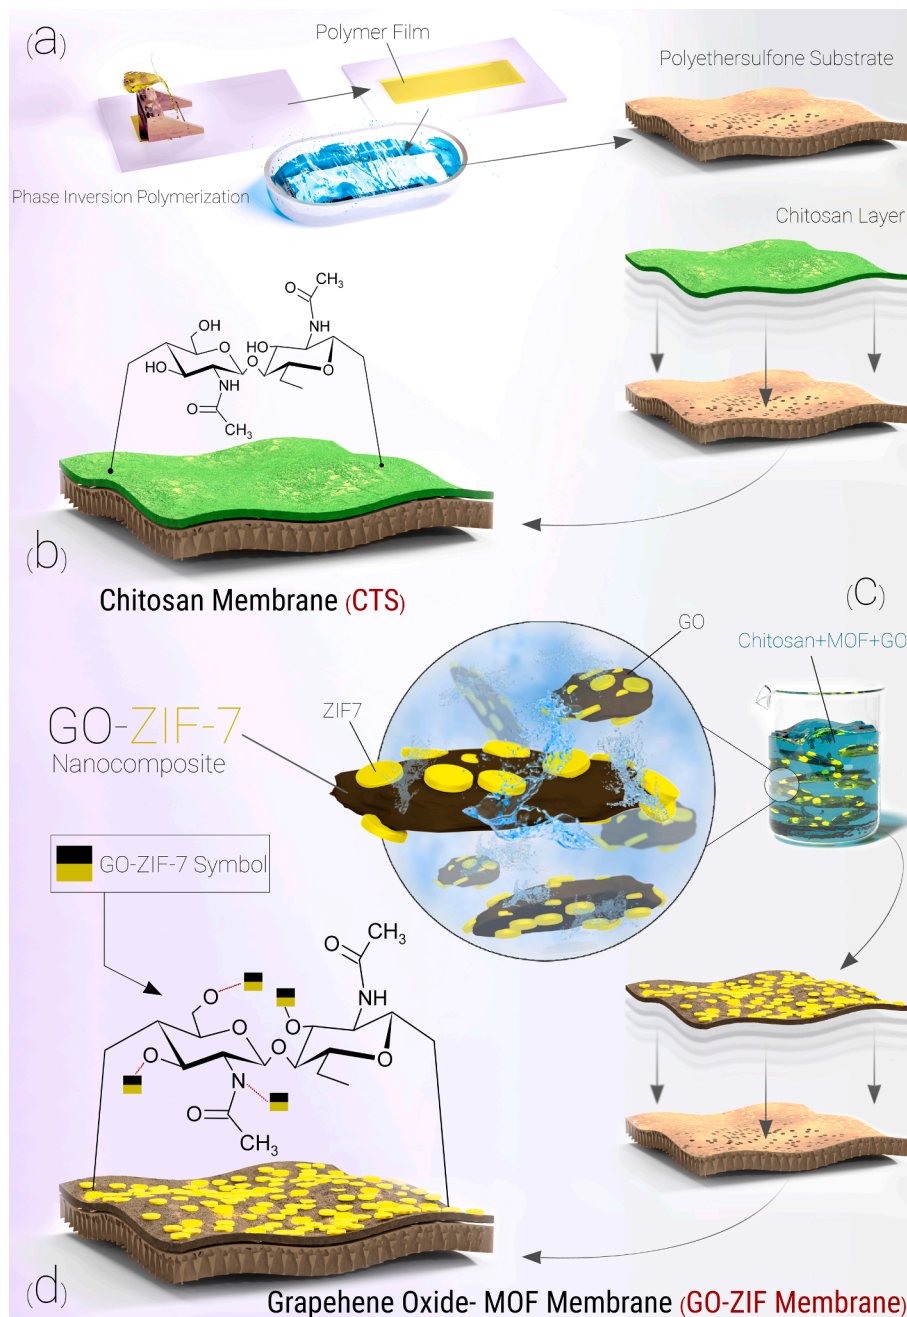 (a)
Polymer Film
Polyethersulfone Substrate
Phase Inversion Polymerization
Chitosan Layer
O
CH3
NH
OH
O
HO
O
HO
O
NH
O
CH3
(b)
Chitosan Membrane (CTS)
(C)
GO
Chitosan+MOF+GO
ZIF7
GO-ZIF-7
Nanocomposite
GO-ZIF-7 Symbol
CH3
O
O
NH
O
O
O
O
O
N
O
CH3
(d)
Grapehene Oxide- MOF Membrane (GO-ZIF Membrane)